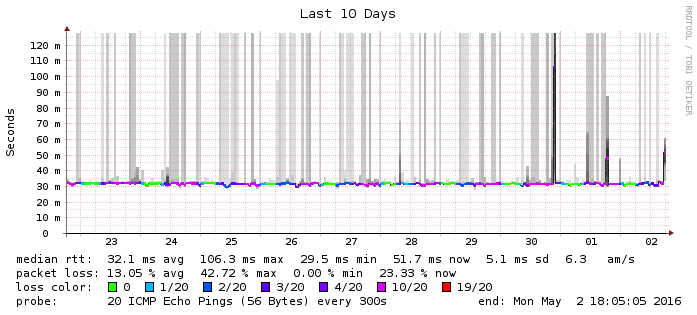 Last 10 Days
RRDTOOL / TOBI OETIKER
Seconds
120 m
110 m
100 m
90 m
80 m
70 m
60 m
50 m
40 m
30 m
20 m
10 m
0
23 24 25 26 27 28 29 30 01 02
median rtt: 32.1 ms avg 106.3 ms max 29.5 ms min 51.7 ms now 5.1 ms sd 6.3 am/s
packet loss: 13.05 % avg 42.72 % max 0.00 % min 23.33 % now
loss color: 0 1/20 2/20 3/20 4/20 10/20 19/20
probe: 20 ICMP Echo Pings (56 Bytes) every 300s end: Mon May 2 18:05:05 2016